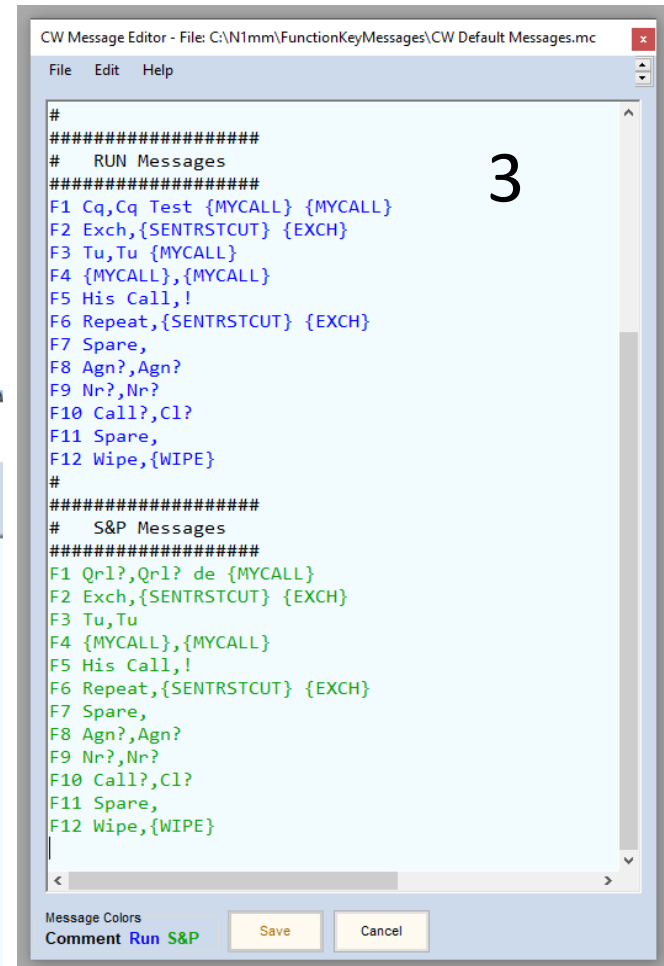 CW Message Editor - File: C:\N1mm\FunctionKeyMessages\CW Default Messages.mc x
File Edit Help
#
###################
#   RUN Messages
###################
3
F1 Cq,Cq Test {MYCALL} {MYCALL}
F2 Exch,{SENTRSTCUT} {EXCH}
F3 Tu,Tu {MYCALL}
F4 {MYCALL},{MYCALL}
F5 His Call,!
F6 Repeat,{SENTRSTCUT} {EXCH}
F7 Spare,
F8 Agn?,Agn?
F9 Nr?,Nr?
F10 Call?,Cl?
F11 Spare,
F12 Wipe,{WIPE}
#
###################
#   S&P Messages
###################
F1 Qrl?,Qrl? de {MYCALL}
F2 Exch,{SENTRSTCUT} {EXCH}
F3 Tu,Tu
F4 {MYCALL},{MYCALL}
F5 His Call,!
F6 Repeat,{SENTRSTCUT} {EXCH}
F7 Spare,
F8 Agn?,Agn?
F9 Nr?,Nr?
F10 Call?,Cl?
F11 Spare,
F12 Wipe,{WIPE}
Message Colors
Comment Run S&P
Save Cancel